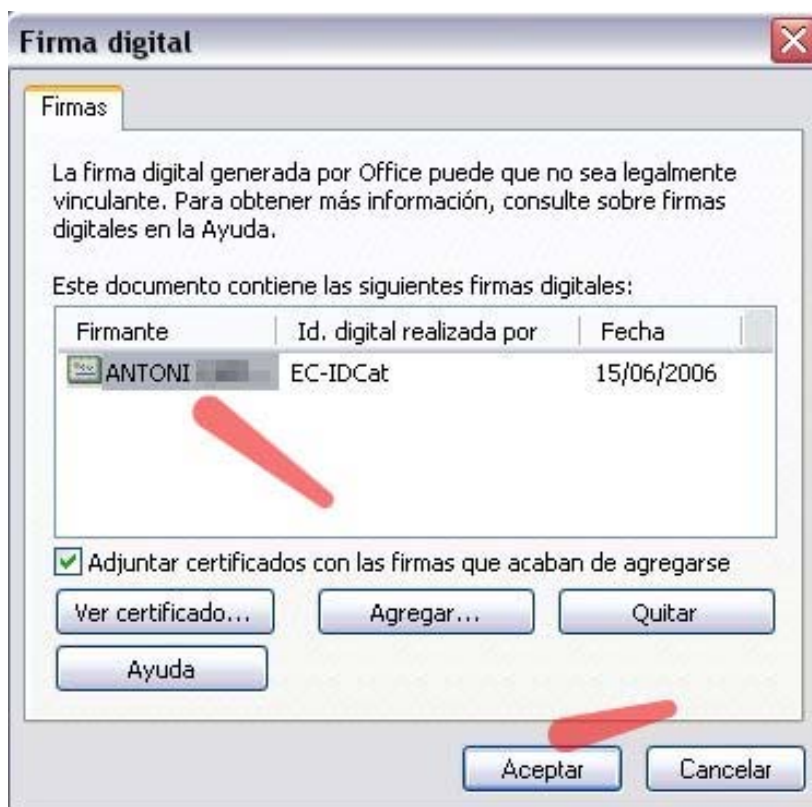 Firma digital
Firmas
La firma digital generada por Office puede que no sea legalmente
vinculante. Para obtener más información, consulte sobre firmas
digitales en la Ayuda.
Este documento contiene las siguientes firmas digitales:
Firmante Id. digital realizada por Fecha
ANTONI EC-IDCat 15/06/2006
Adjuntar certificados con las firmas que acaban de agregarse
Ver certificado... Agregar... Quitar
Ayuda
Aceptar Cancelar